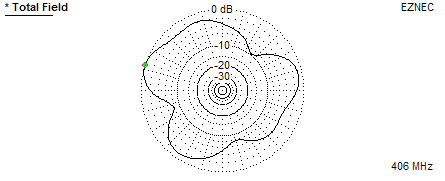 * Total Field
0 dB
EZNEC
-10
-20
-30
406 MHz